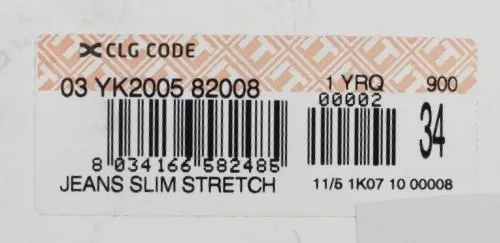 CLG CODE
03 YK2005 82008 1 YRQ 900
00002
34
8 034166 582485
JEANS SLIM STRETCH 11/5 1K07 10 00008